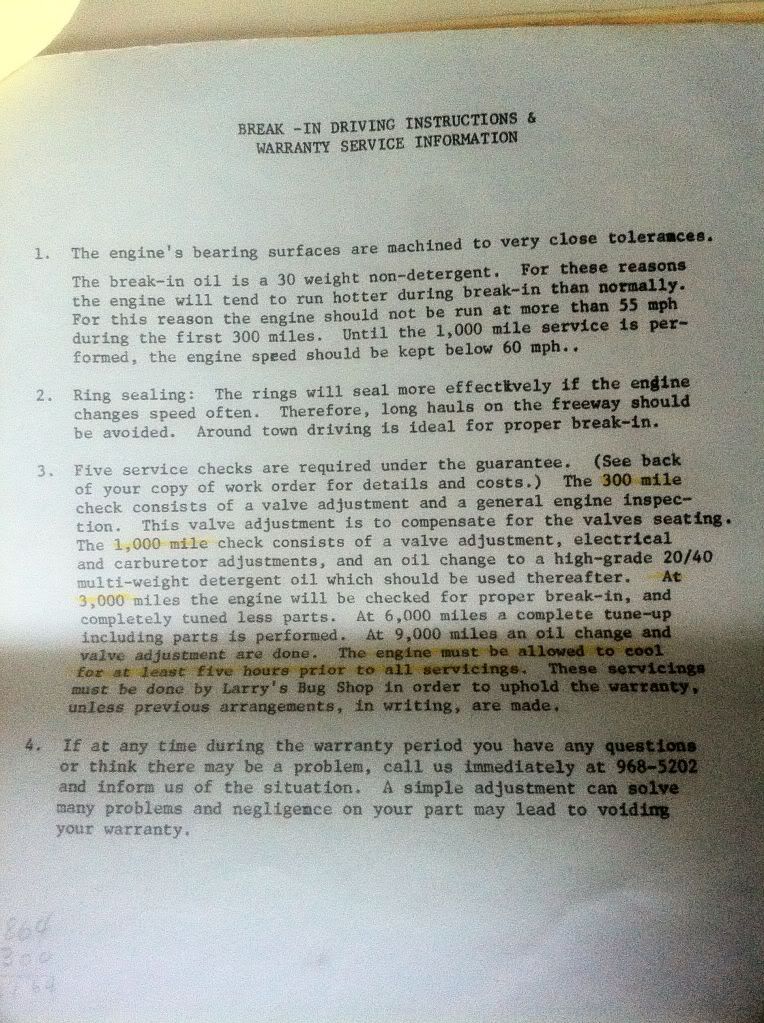 BREAK -IN DRIVING INSTRUCTIONS &
WARRANTY SERVICE INFORMATION
1. The engine's bearing surfaces are machined to very close tolerances.
The break-in oil is a 30 weight non-detergent. For these reasons
the engine will tend to run hotter during break-in than normally.
For this reason the engine should not be run at more than 55 mph
during the first 300 miles. Until the 1,000 mile service is per-
formed, the engine speed should be kept below 60 mph..
2. Ring sealing: The rings will seal more effectively if the engine
changes speed often. Therefore, long hauls on the freeway should
be avoided. Around town driving is ideal for proper break-in.
3. Five service checks are required under the guarantee. (See back
of your copy of work order for details and costs.) The 300 mile
check consists of a valve adjustment and a general engine inspec-
tion. This valve adjustment is to compensate for the valves seating.
The 1,000 mile check consists of a valve adjustment, electrical
and carburetor adjustments, and an oil change to a high-grade 20/40
multi-weight detergent oil which should be used thereafter. At
3,000 miles the engine will be checked for proper break-in, and
completely tuned less parts. At 6,000 miles a complete tune-up
including parts is performed. At 9,000 miles an oil change and
valve adjustment are done. The engine must be allowed to cool
for at least five hours prior to all servicings. These servicings
must be done by Larry's Bug Shop in order to uphold the warranty,
unless previous arrangements, in writing, are made.
4. If at any time during the warranty period you have any questions
or think there may be a problem, call us immediately at 968-5202
and inform us of the situation. A simple adjustment can solve
many problems and negligence on your part may lead to voiding
your warranty.
864
300